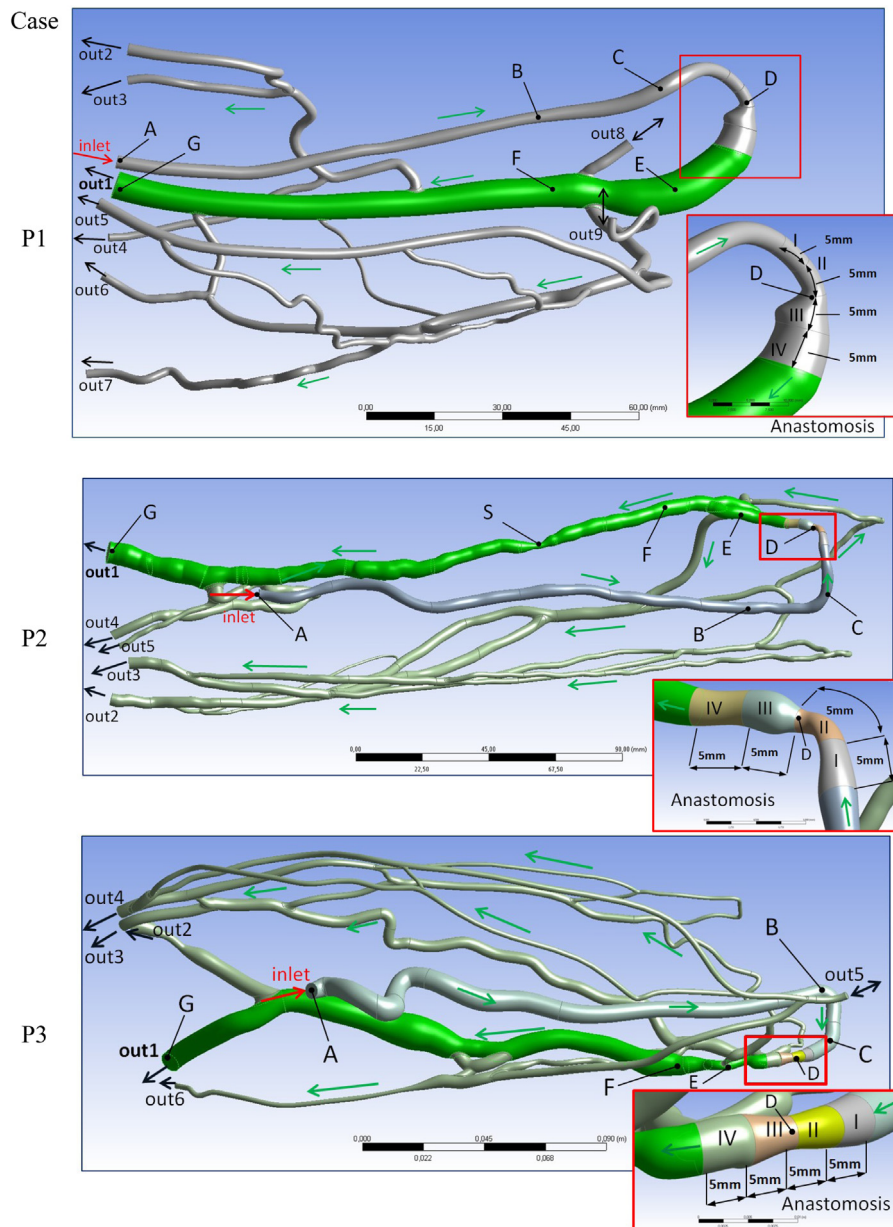 Case
out2
out3
B
C
D
A
inlet
G
out8
out1
F
E
out5
P1
out4
out9
out6
out7
0,00 30,00 60,00 (mm)
15,00 45,00
I
5mm
II
D
5mm
III
5mm
IV
5mm
Anastomosis
G
S
F
E
D
out1
P2
inlet
A
B
C
out4
out5
out3
out2
0,00 45,00 90,00 (mm)
22,50 67,50
IV
III
II
5mm
D
5mm
5mm
I
5mm
Anastomosis
out4
out2
out3
B
out5
inlet
A
G
P3
out1
F
E
D
C
out6
0,000 0,045 0,090 (m)
0,022 0,068
D
I
II
III
IV
5mm
5mm
5mm
5mm
Anastomosis